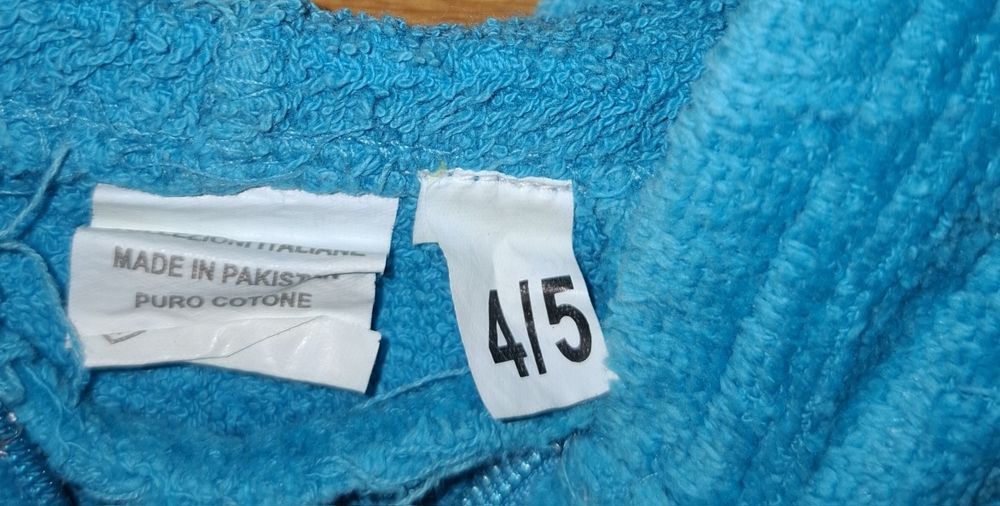 MADE IN PAKISTAN
PURO COTONE
4/5